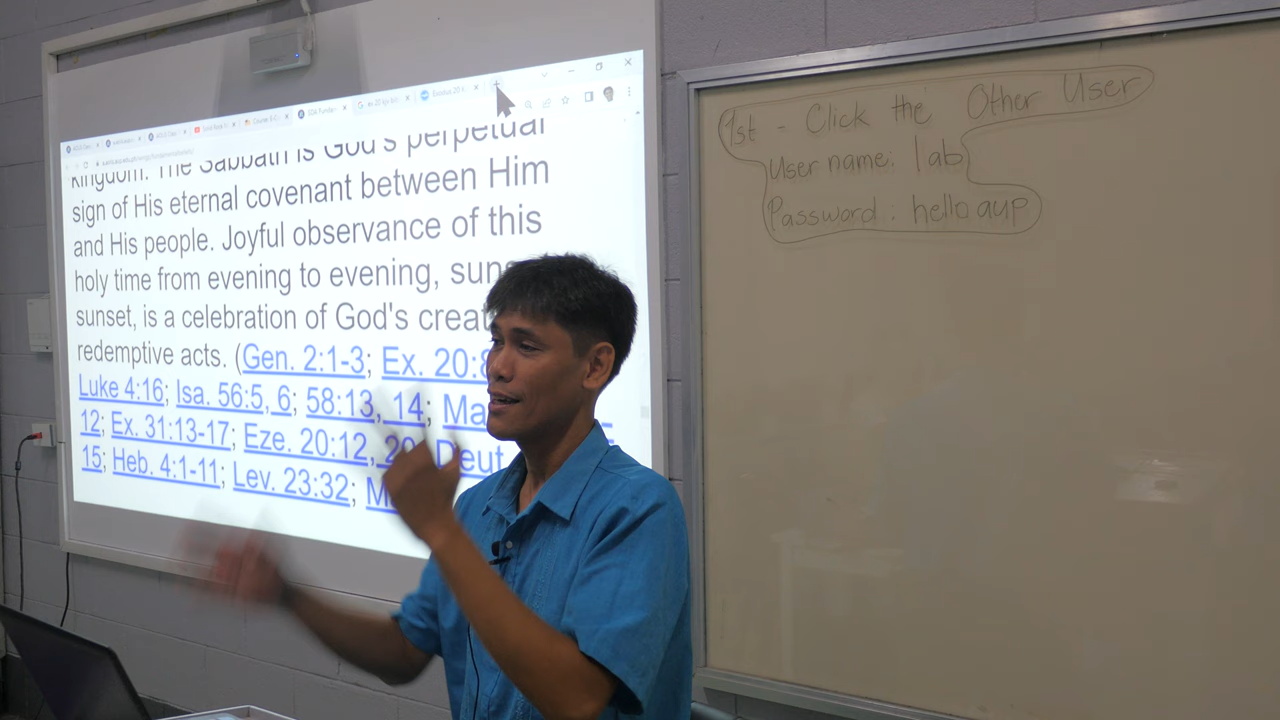 kingdom. The Sabbath is God's perpetual
sign of His eternal covenant between Him
and His people. Joyful observance of this
holy time from evening to evening,
sunset, is a celebration of God's
redemptive acts. (Gen. 2:1-3; Ex. 20:8
Luke 4:16; Isa. 56:5, 6; 58:13, 14;
12; Ex. 31:13-17; Eze. 20:12, 20; Deut
15; Heb. 4:1-11; Lev. 23:32;
1st - Click the Other User
User name: lab
Password: hello aup